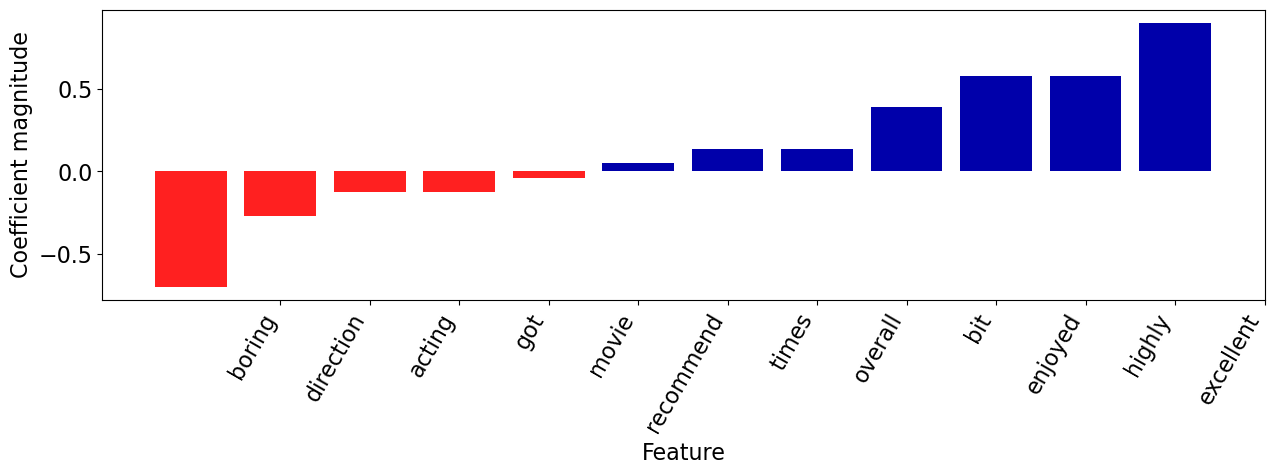 Coefficient magnitude
0.5
0.0
−0.5
boring
direction
acting
got
movie
recommend
times
overall
bit
enjoyed
highly
excellent
Feature